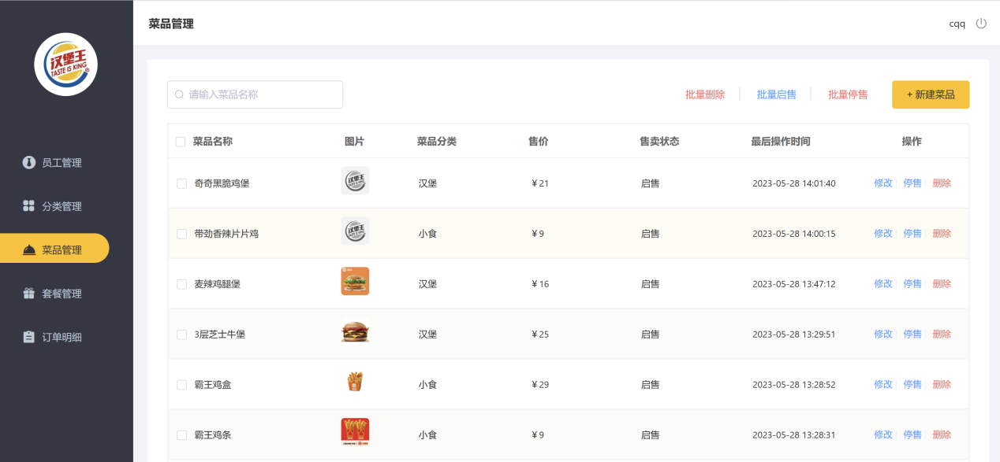 汉堡王
TASTE IS KING
®
菜品管理
cqq
员工管理
分类管理
菜品管理
套餐管理
订单明细
请输入菜品名称
批量删除 批量启售 批量停售 + 新建菜品
菜品名称 图片 菜品分类 售价 售卖状态 最后操作时间 操作
奇奇黑脆鸡堡 汉堡王 汉堡 ¥ 21 启售 2023-05-28 14:01:40 修改 停售 删除
带劲香辣片片鸡 汉堡王 小食 ¥ 9 启售 2023-05-28 14:00:15 修改 停售 删除
麦辣鸡腿堡 汉堡 ¥ 16 启售 2023-05-28 13:47:12 修改 停售 删除
3层芝士牛堡 汉堡 ¥ 25 启售 2023-05-28 13:29:51 修改 停售 删除
霸王鸡盒 小食 ¥ 29 启售 2023-05-28 13:28:52 修改 停售 删除
霸王鸡条 小食 ¥ 9 启售 2023-05-28 13:28:31 修改 停售 删除